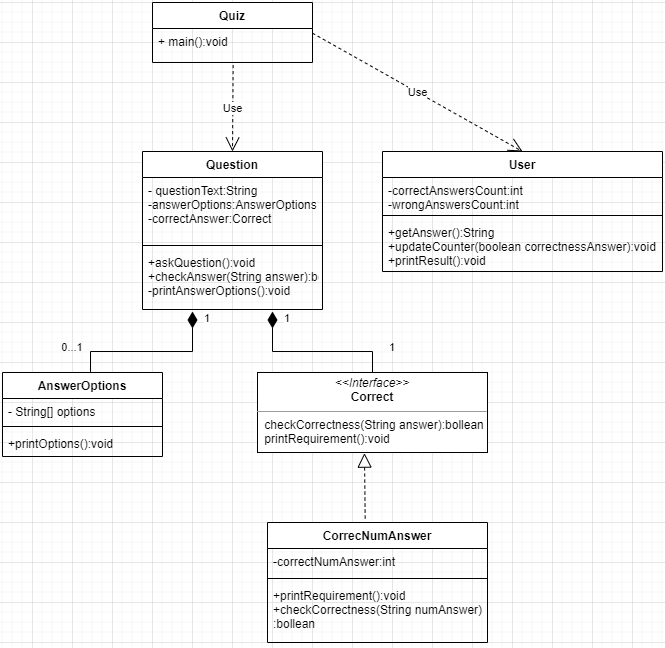 Quiz
+ main():void
Use
Use
Question
- questionText:String
-answerOptions:AnswerOptions
-correctAnswer:Correct
+askQuestion():void
+checkAnswer(String answer):b
-printAnswerOptions():void
User
-correctAnswersCount:int
-wrongAnswersCount:int
+getAnswer():String
+updateCounter(boolean correctnessAnswer):void
+printResult():void
1
1
0...1
1
AnswerOptions
- String[] options
+printOptions():void
<<Interface>>
Correct
checkCorrectness(String answer):bollean
printRequirement():void
CorrecNumAnswer
-correctNumAnswer:int
+printRequirement():void
+checkCorrectness(String numAnswer)
:bollean